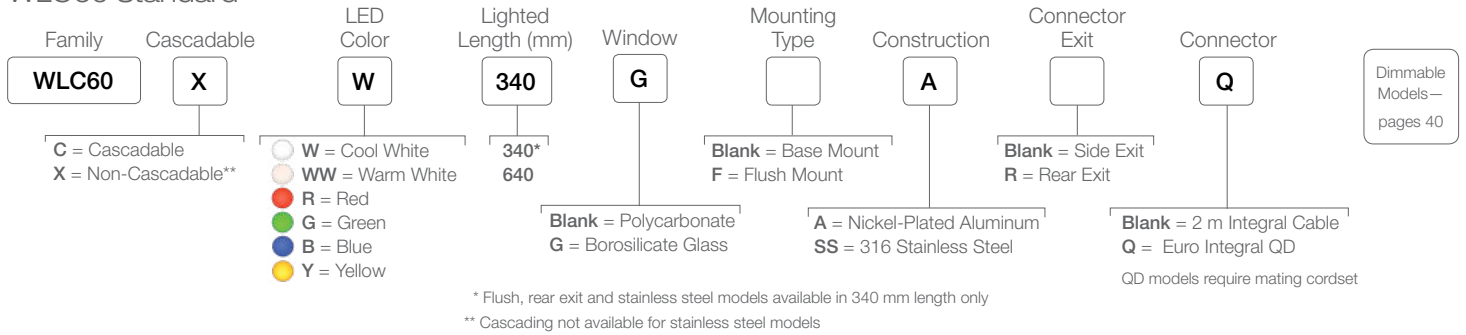 WLC60 Standard
Family
Cascadable
LED Color
Lighted Length (mm)
Window
Mounting Type
Construction
Connector Exit
Connector
WLC60
X
W
340
G
A
Q
Dimmable
Models—
pages 40
C = Cascadable
X = Non-Cascadable**
W = Cool White
WW = Warm White
R = Red
G = Green
B = Blue
Y = Yellow
340*
640
Blank = Polycarbonate
G = Borosilicate Glass
Blank = Base Mount
F = Flush Mount
A = Nickel-Plated Aluminum
SS = 316 Stainless Steel
Blank = Side Exit
R = Rear Exit
Blank = 2 m Integral Cable
Q = Euro Integral QD
QD models require mating cordset
* Flush, rear exit and stainless steel models available in 340 mm length only
** Cascading not available for stainless steel models